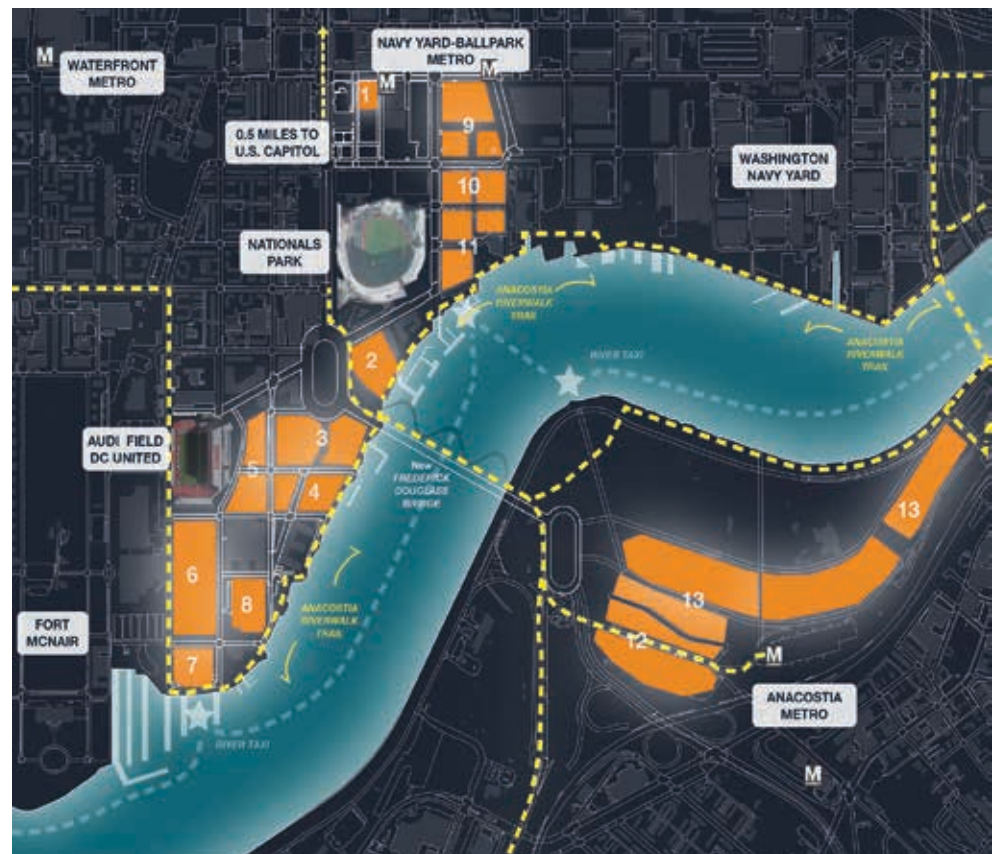 NAVY YARD-BALLPARK
METRO
M
M
WATERFRONT
METRO
M
1
9
0.5 MILES TO
U.S. CAPITOL
WASHINGTON
NAVY YARD
10
NATIONALS
PARK
11
ANACOSTIA
RIVERWALK
TRAIL
ANACOSTIA
RIVERWALK
TRAIL
RIVER TAXI
2
AUDI FIELD
DC UNITED
3
5
4
New
FREDERICK
DOUGLASS
BRIDGE
13
6
8
13
ANACOSTIA
RIVERWALK
TRAIL
FORT
MCNAIR
12
7
M
ANACOSTIA
METRO
RIVER TAXI
M